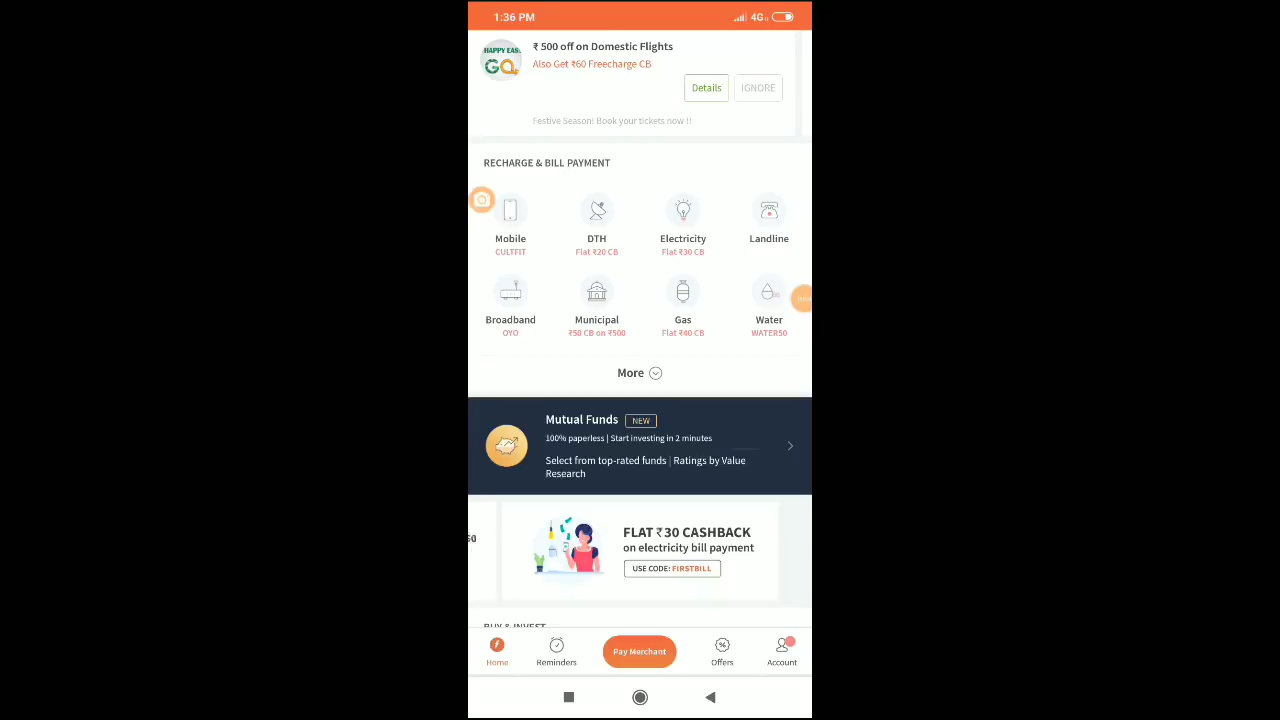 1:36 PM
4G
HAPPY EAS
GO
₹ 500 off on Domestic Flights
Also Get ₹60 Freecharge CB
Details
IGNORE
Festive Season! Book your tickets now !!
RECHARGE & BILL PAYMENT
Mobile
DTH
Electricity
Landline
CULTFIT
Flat ₹20 CB
Flat ₹30 CB
Broadband
Municipal
Gas
Water
OYO
₹50 CB on ₹500
Flat ₹40 CB
WATER50
More
Mutual Funds
NEW
100% paperless | Start investing in 2 minutes
Select from top-rated funds | Ratings by Value
Research
FLAT ₹30 CASHBACK
on electricity bill payment
USE CODE: FIRSTBILL
BUY & INVEST
Home
Reminders
Pay Merchant
Offers
Account